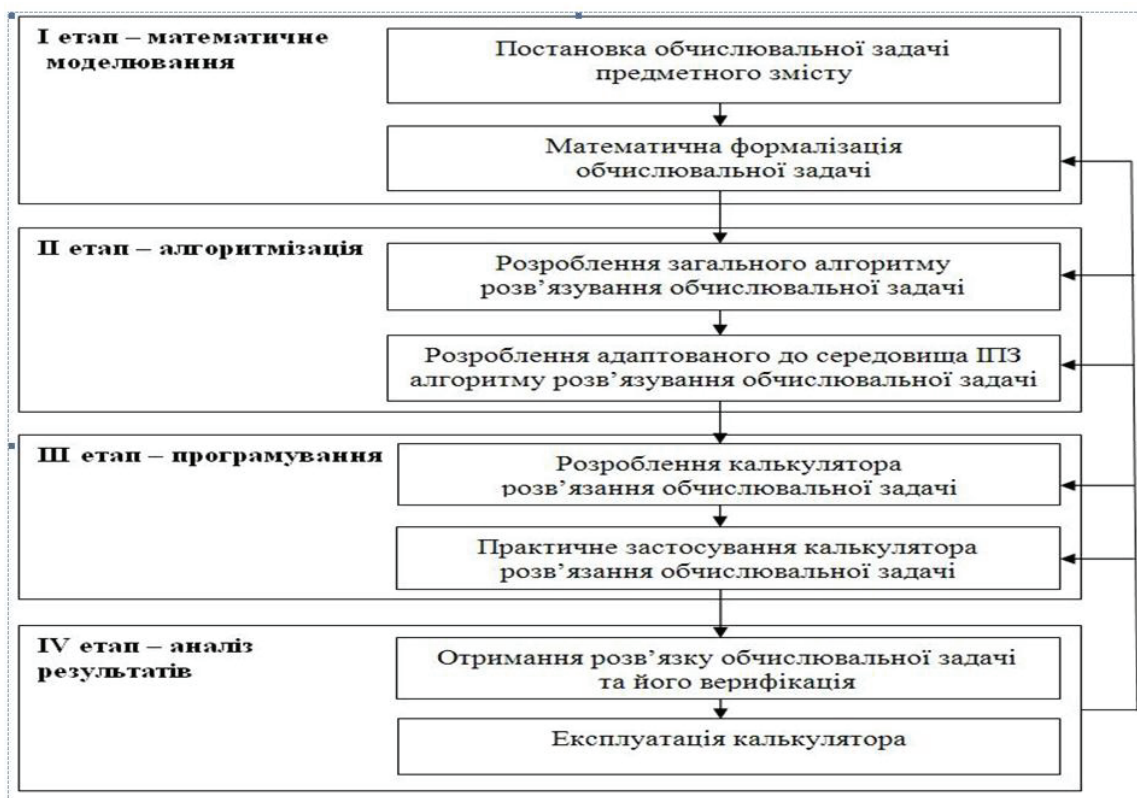 І етап – математичне
моделювання
Постановка обчислювальної задачі
предметного змісту
Математична формалізація
обчислювальної задачі
ІІ етап – алгоритмізація
Розроблення загального алгоритму
розв’язування обчислювальної задачі
Розроблення адаптованого до середовища ІПЗ
алгоритму розв’язування обчислювальної задачі
ІІІ етап – програмування
Розроблення калькулятора
розв’язання обчислювальної задачі
Практичне застосування калькулятора
розв’язання обчислювальної задачі
IV етап – аналіз
результатів
Отримання розв’язку обчислювальної задачі
та його верифікація
Експлуатація калькулятора